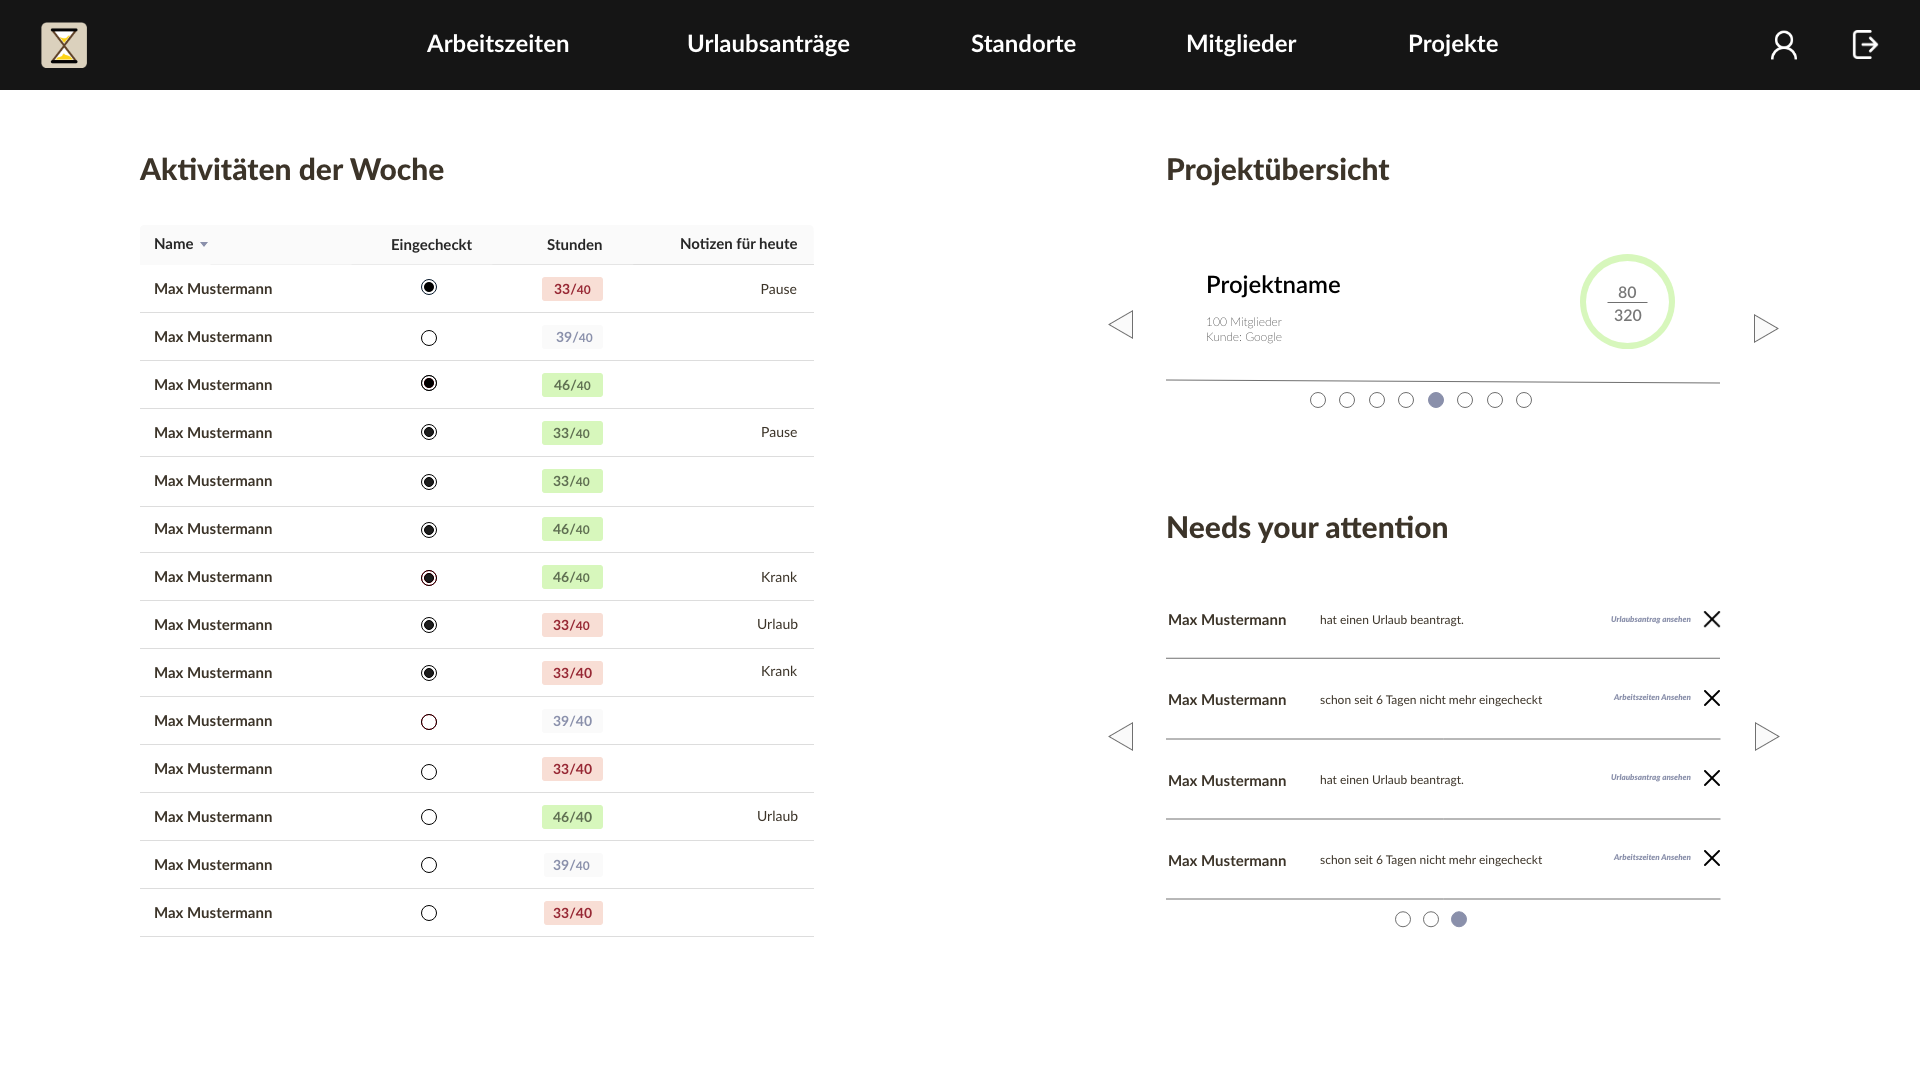 Arbeitszeiten Urlaubsanträge Standorte Mitglieder Projekte
Aktivitäten der Woche
Name Eingecheckt Stunden Notizen für heute
Max Mustermann 33/40 Pause
Max Mustermann 39/40
Max Mustermann 46/40
Max Mustermann 33/40 Pause
Max Mustermann 33/40
Max Mustermann 46/40
Max Mustermann 46/40 Krank
Max Mustermann 33/40 Urlaub
Max Mustermann 33/40 Krank
Max Mustermann 39/40
Max Mustermann 33/40
Max Mustermann 46/40 Urlaub
Max Mustermann 39/40
Max Mustermann 33/40
Projektübersicht
Projektname
100 Mitglieder
Kunde: Google
80
320
Needs your attention
Max Mustermann hat einen Urlaub beantragt. Urlaubsantrag ansehen
Max Mustermann schon seit 6 Tagen nicht mehr eingecheckt Arbeitszeiten Ansehen
Max Mustermann hat einen Urlaub beantragt. Urlaubsantrag ansehen
Max Mustermann schon seit 6 Tagen nicht mehr eingecheckt Arbeitszeiten Ansehen